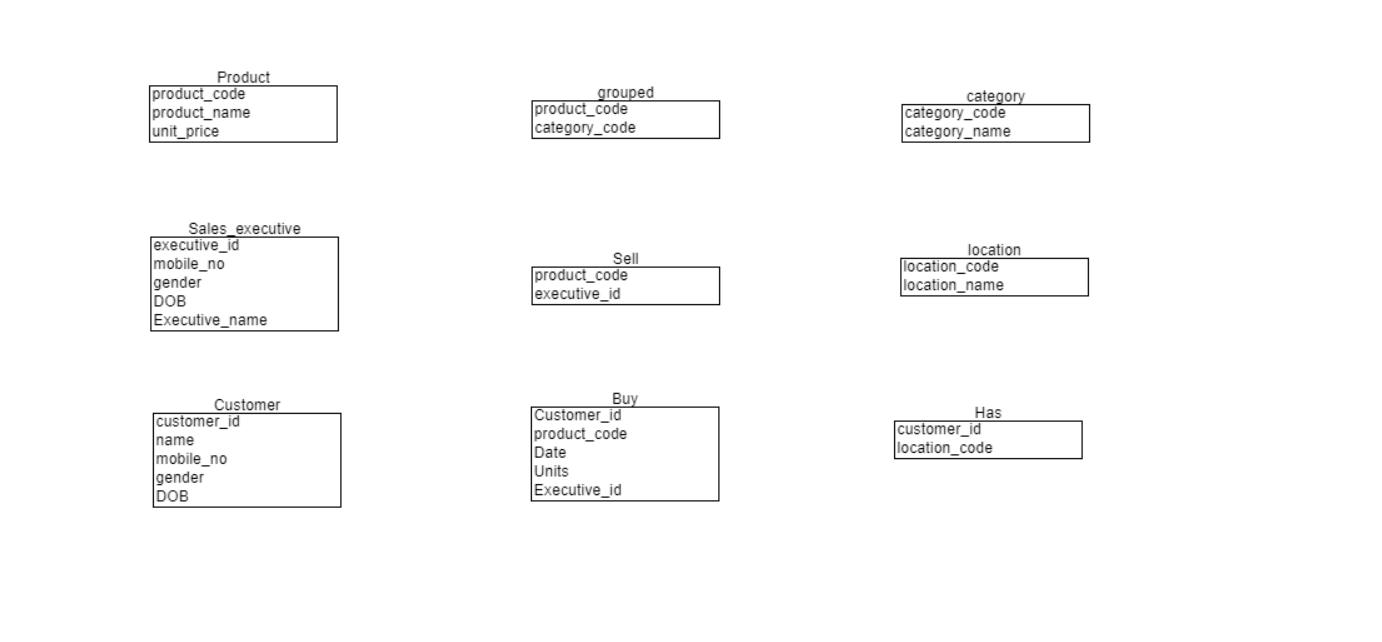 Product
product_code
product_name
unit_price
grouped
product_code
category_code
category
category_code
category_name
Sales_executive
executive_id
mobile_no
gender
DOB
Executive_name
Sell
product_code
executive_id
location
location_code
location_name
Customer
customer_id
name
mobile_no
gender
DOB
Buy
Customer_id
product_code
Date
Units
Executive_id
Has
customer_id
location_code